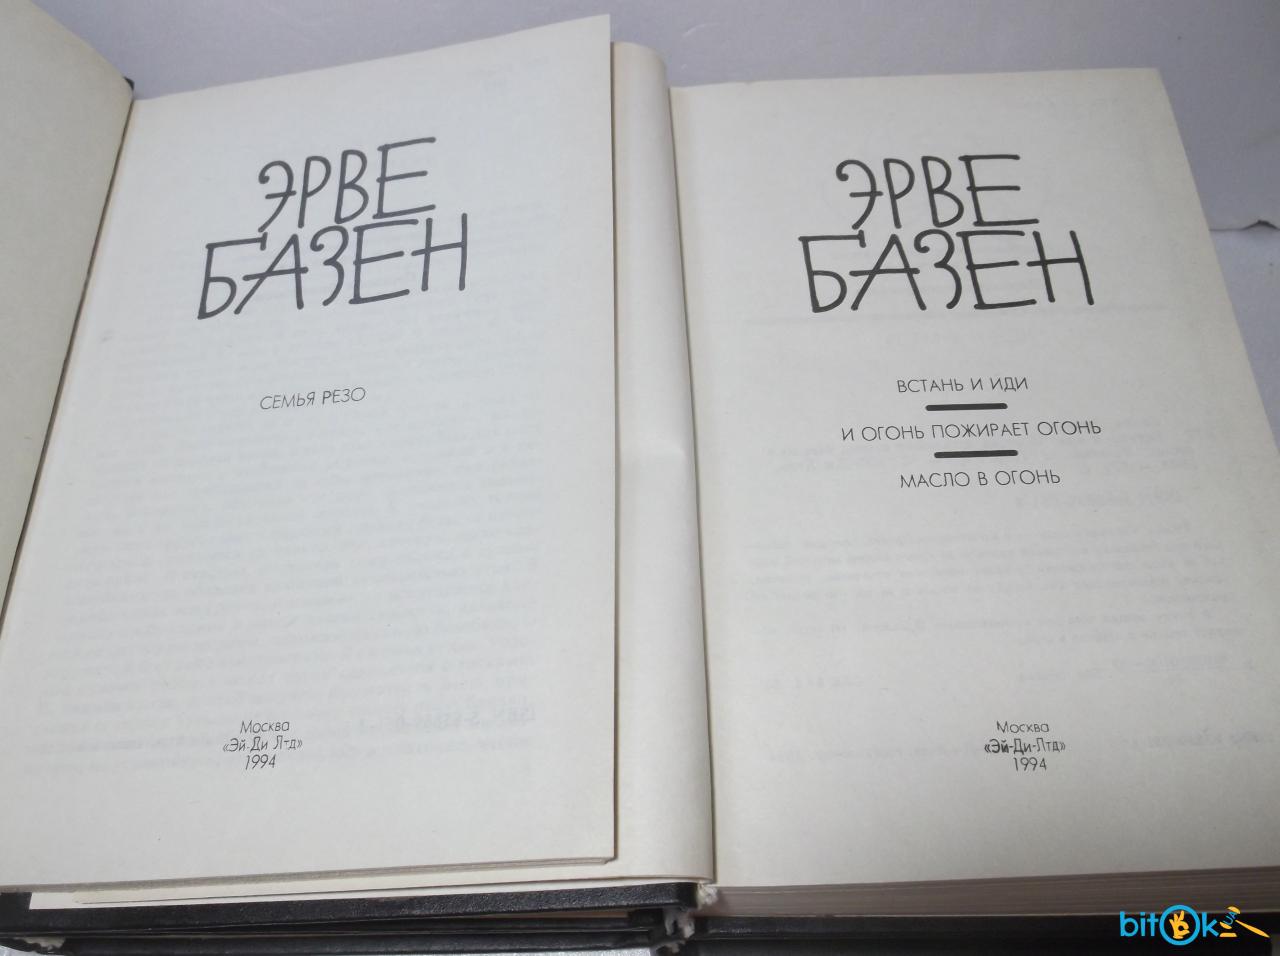 ЭРВЕ
БАЗЕН
СЕМЬЯ РЕЗО
Москва
«Эй-Ди Лтд»
1994
ЭРВЕ
БАЗЕН
ВСТАНЬ И ИДИ
И ОГОНЬ ПОЖИРАЕТ ОГОНЬ
МАСЛО В ОГОНЬ
Москва
«Эй-Ди-Лтд»
1994
bitOk.UA